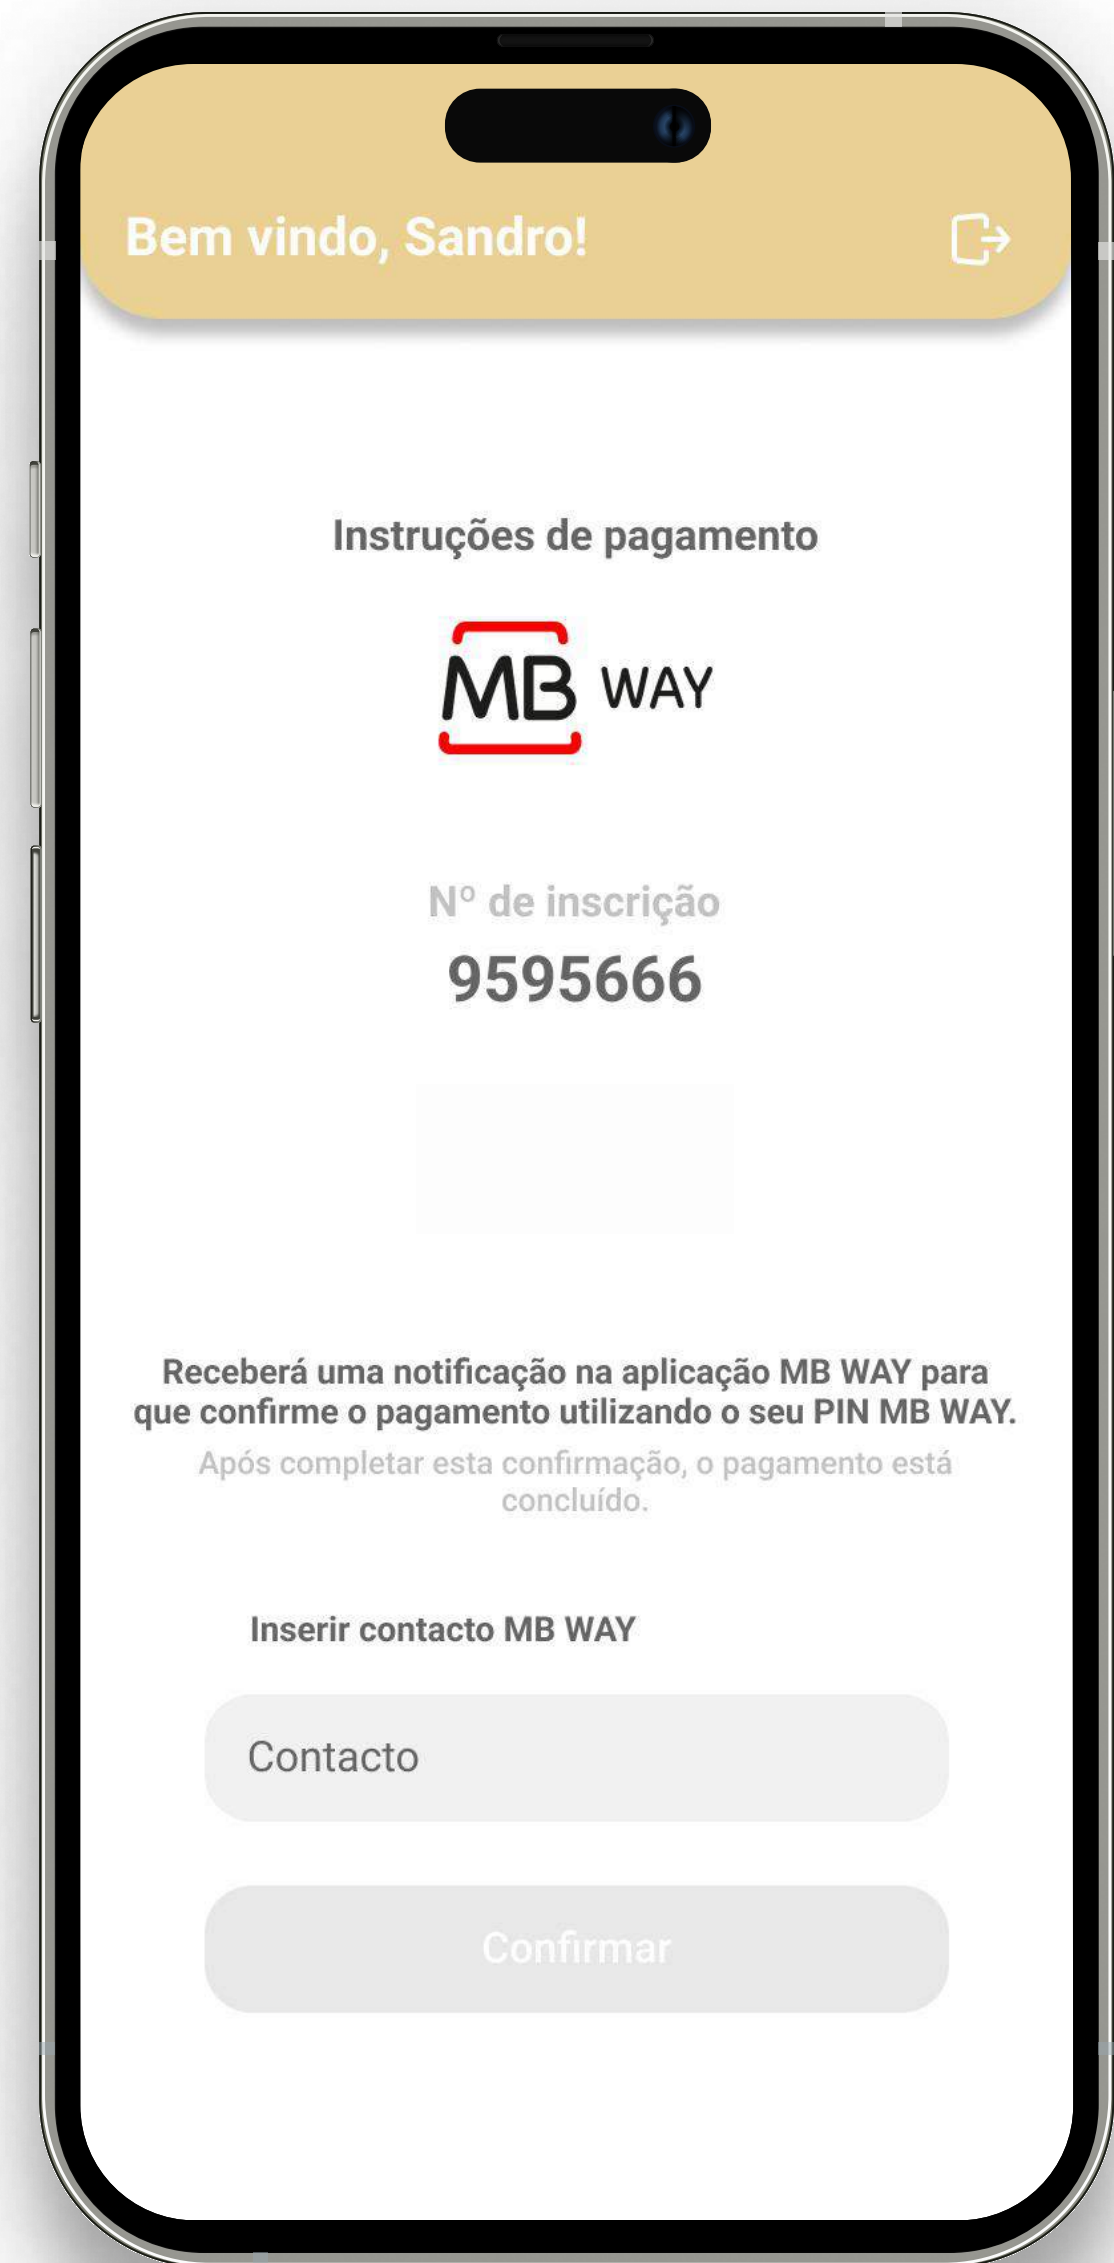 Bem vindo, Sandro!
Instruções de pagamento
MB WAY
Nº de inscrição
9595666
Receberá uma notificação na aplicação MB WAY para
que confirme o pagamento utilizando o seu PIN MB WAY.
Após completar esta confirmação, o pagamento está
concluído.
Inserir contacto MB WAY
Contacto
Confirmar